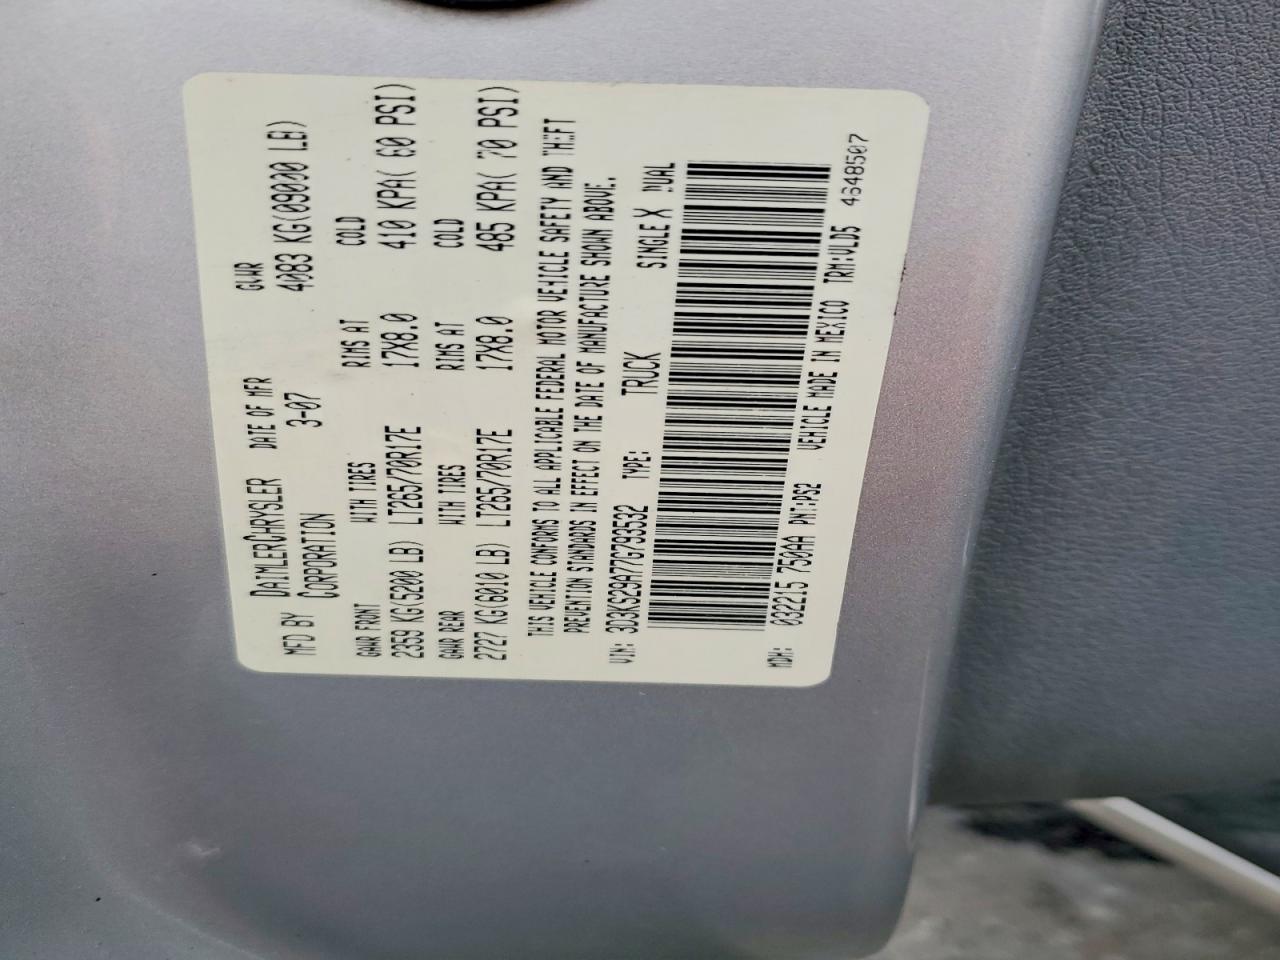 MFD BY DAIMLERCHRYSLER CORPORATION DATE OF MFR 3-07 GVWR 4083 KG(09000 LB)
GAWR FRONT WITH TIRES RIMS AT COLD
2359 KG(5200 LB) LT265/70R17E 17X8.0 410 KPA( 60 PSI)
GAWR REAR WITH TIRES RIMS AT COLD
2727 KG(6010 LB) LT265/70R17E 17X8.0 485 KPA( 70 PSI)
THIS VEHICLE CONFORMS TO ALL APPLICABLE FEDERAL MOTOR VEHICLE SAFETY AND THEFT
PREVENTION STANDARDS IN EFFECT ON THE DATE OF MANUFACTURE SHOWN ABOVE.
VIN: 3D3KS29A77G793532 TYPE: TRUCK SINGLE X DUAL
MDH: 032215 750AA PNT:PS2 VEHICLE MADE IN MEXICO TRM:VLD5
4648507